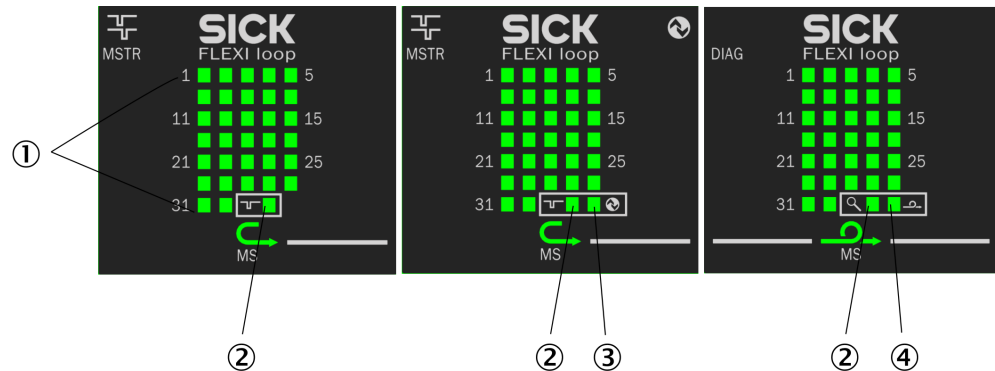 SICK
MSTR FLEXI loop
1 5
11 15
21 25
31
MS
SICK
MSTR FLEXI loop
1 5
11 15
21 25
31
MS
SICK
DIAG FLEXI loop
1 5
11 15
21 25
31
MS
①
② ② ③ ② ④